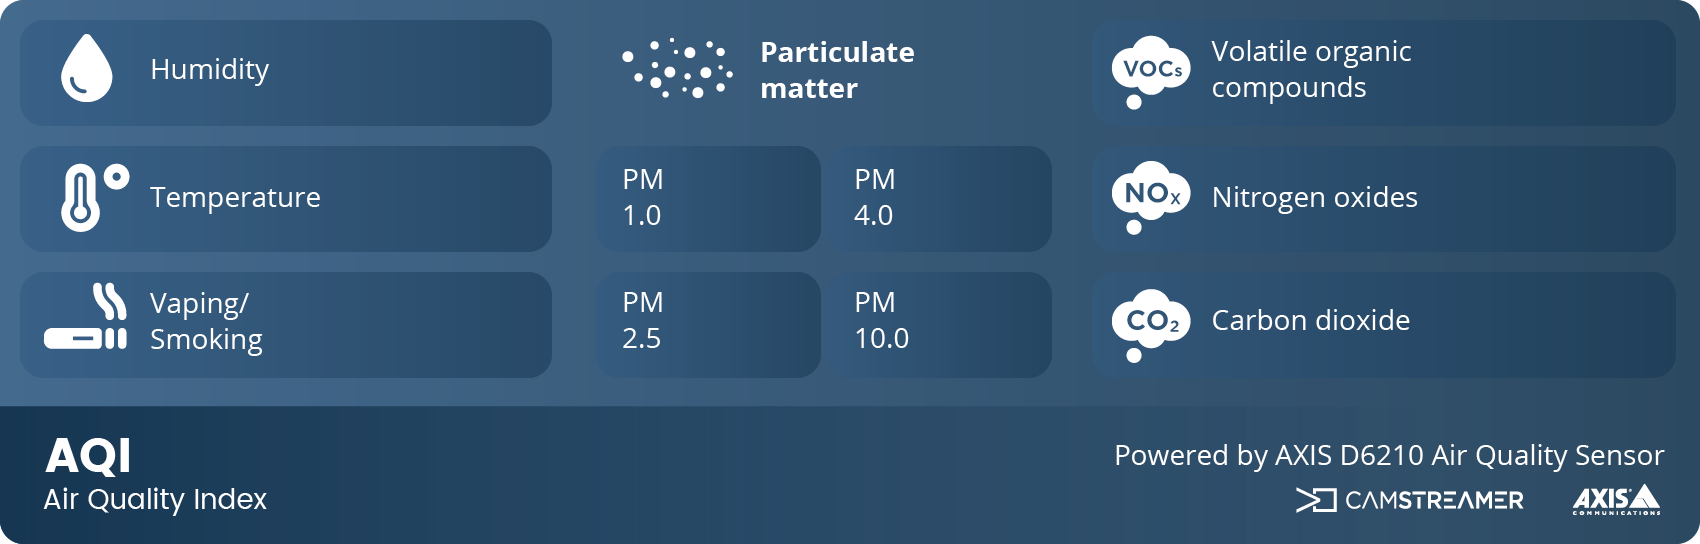 Humidity
Temperature
Vaping/
Smoking
Particulate
matter
PM
1.0
PM
4.0
PM
2.5
PM
10.0
VOCs
Volatile organic
compounds
NOx
Nitrogen oxides
CO2
Carbon dioxide
AQI
Air Quality Index
Powered by AXIS D6210 Air Quality Sensor
CAMSTREAMER
AXIS
COMMUNICATIONS